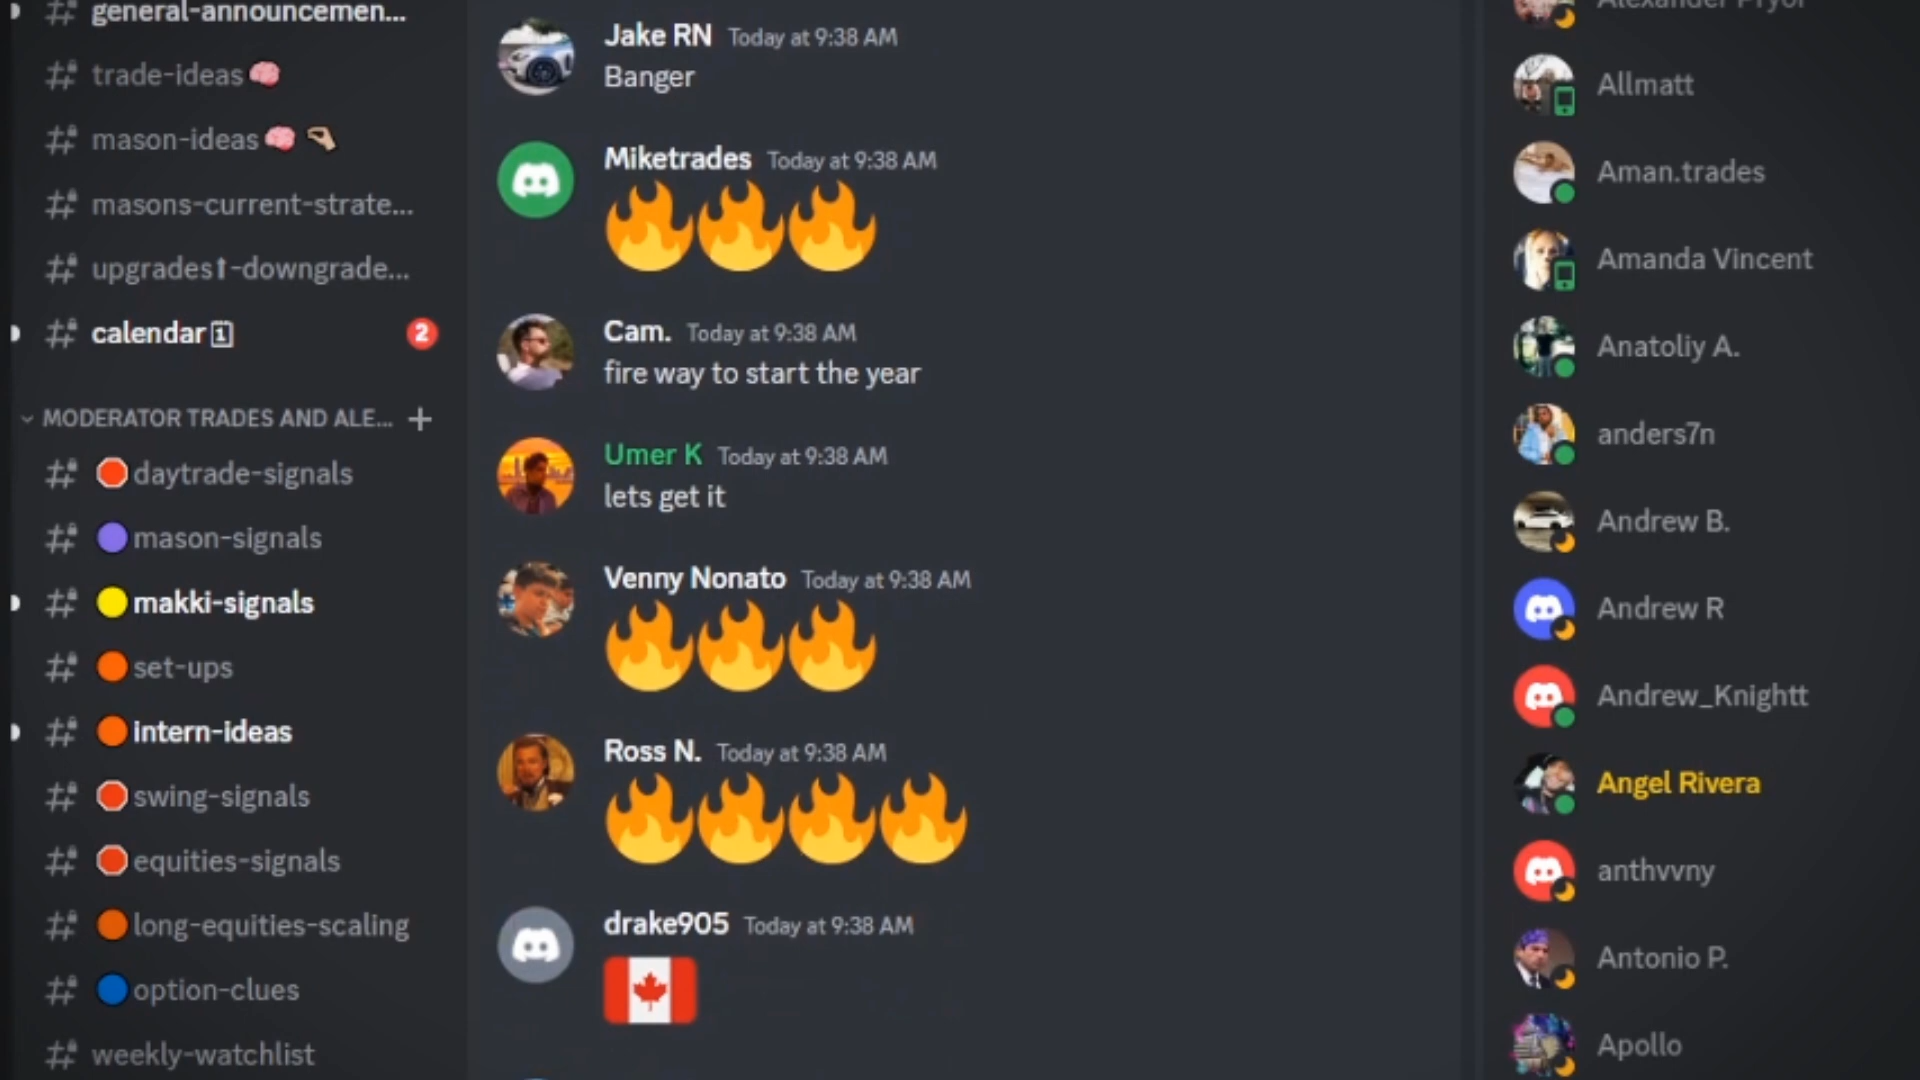 general-announcemen...
trade-ideas🧠
mason-ideas🧠🤏
masons-current-strate...
upgrades⬆-downgrade...
calendar🗓 2
MODERATOR TRADES AND ALE... +
🛑daytrade-signals
🟣mason-signals
🟡makki-signals
🟠set-ups
🟠intern-ideas
🛑swing-signals
🛑equities-signals
🟠long-equities-scaling
🔵option-clues
weekly-watchlist
Jake RN Today at 9:38 AM
Banger
Miketrades Today at 9:38 AM
🔥🔥🔥
Cam. Today at 9:38 AM
fire way to start the year
Umer K Today at 9:38 AM
lets get it
Venny Nonato Today at 9:38 AM
🔥🔥🔥
Ross N. Today at 9:38 AM
🔥🔥🔥🔥
drake905 Today at 9:38 AM
🇨🇦
Alexander Pryor
Allmatt
Aman.trades
Amanda Vincent
Anatoliy A.
anders7n
Andrew B.
Andrew R
Andrew_Knightt
Angel Rivera
anthvvny
Antonio P.
Apollo